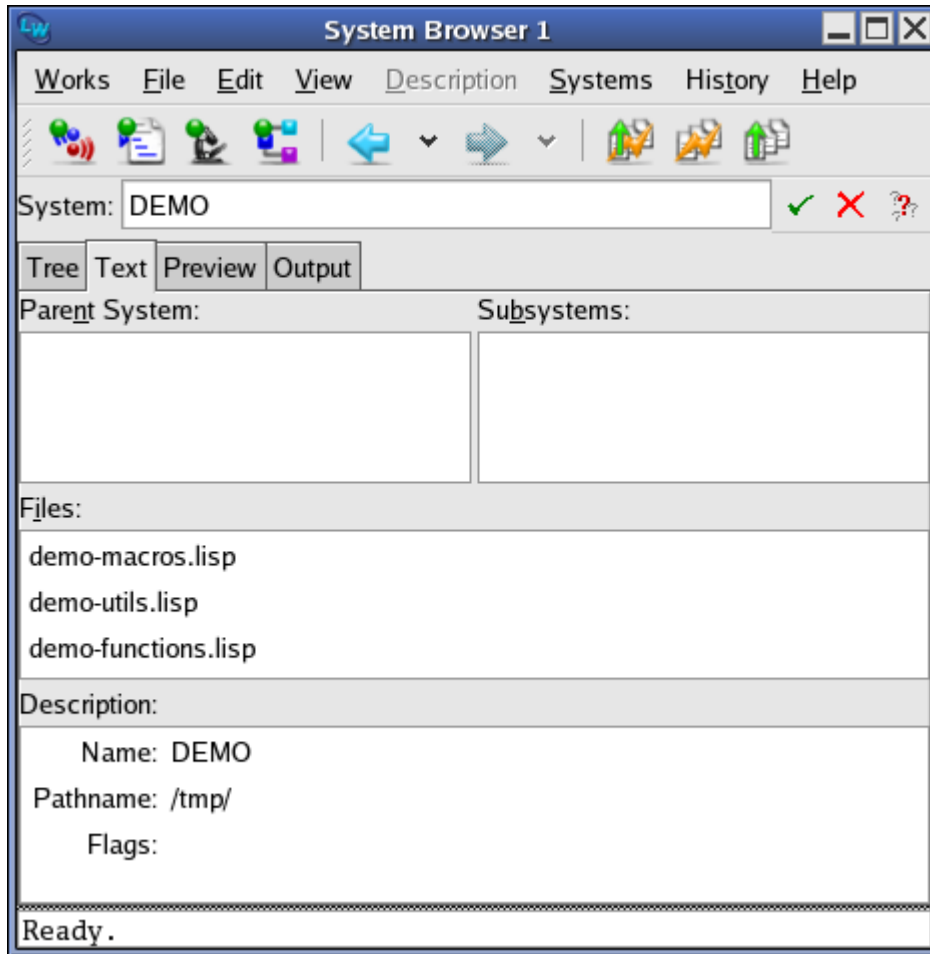 LW System Browser 1
Works File Edit View Description Systems History Help
System: DEMO
Tree Text Preview Output
Parent System: Subsystems:
Files:
demo-macros.lisp
demo-utils.lisp
demo-functions.lisp
Description:
Name: DEMO
Pathname: /tmp/
Flags:
Ready.